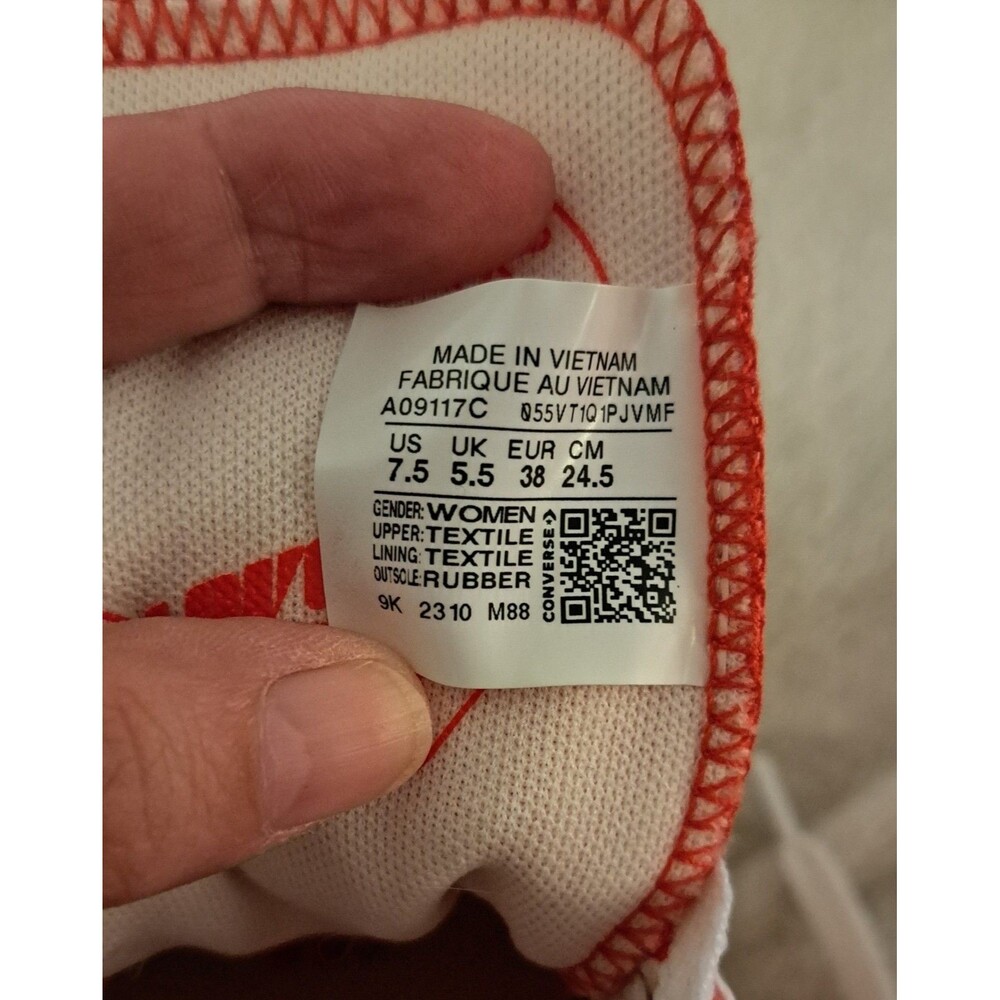 MADE IN VIETNAM
FABRIQUE AU VIETNAM
A09117C 055VT1Q1PJVMF
US UK EUR CM
7.5 5.5 38 24.5
GENDER: WOMEN
UPPER: TEXTILE
LINING: TEXTILE
OUTSOLE: RUBBER
9K 2310 M88
CONVERSE